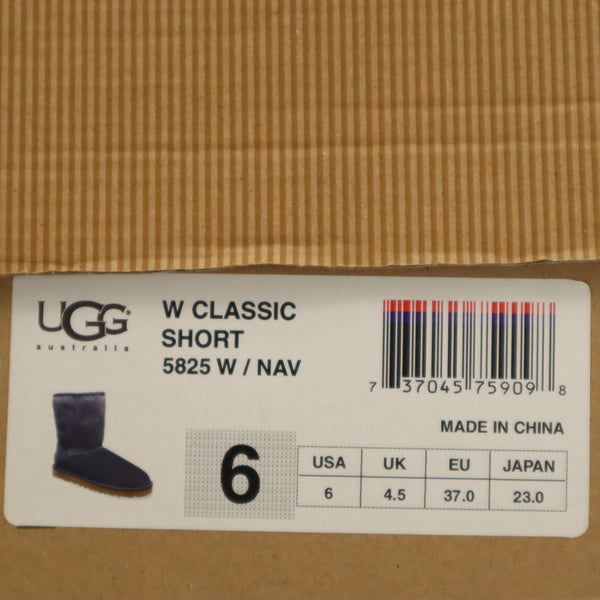 UGG®
australia
W CLASSIC
SHORT
5825 W / NAV
7 37045 75909 8
MADE IN CHINA
6
USA UK EU JAPAN
6 4.5 37.0 23.0